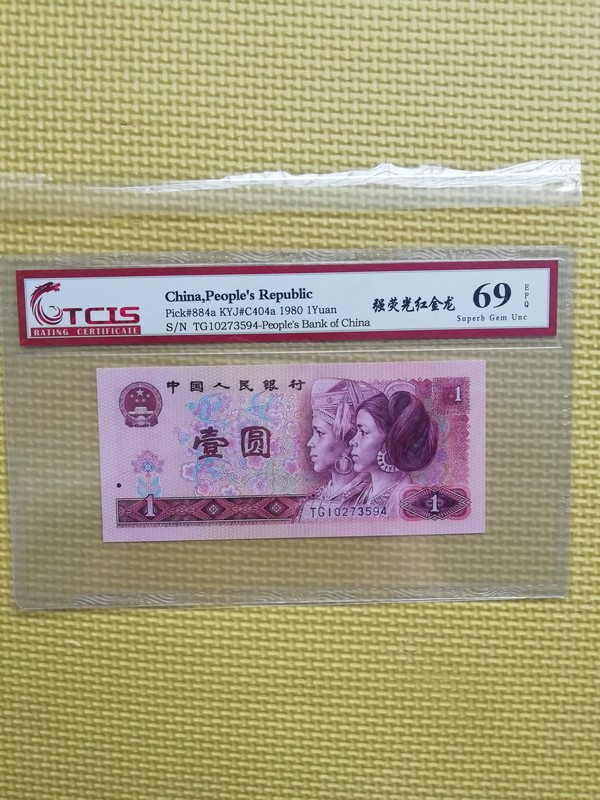 TCIS
RATING CERTIFICATE
China,People's Republic
Pick#884a KYJ#C404a 1980 1Yuan
S/N TG10273594-People's Bank of China
强荧光红金龙
69
EPQ
Superb Gem Unc
中国人民银行
1
壹圆
1
TG10273594
1